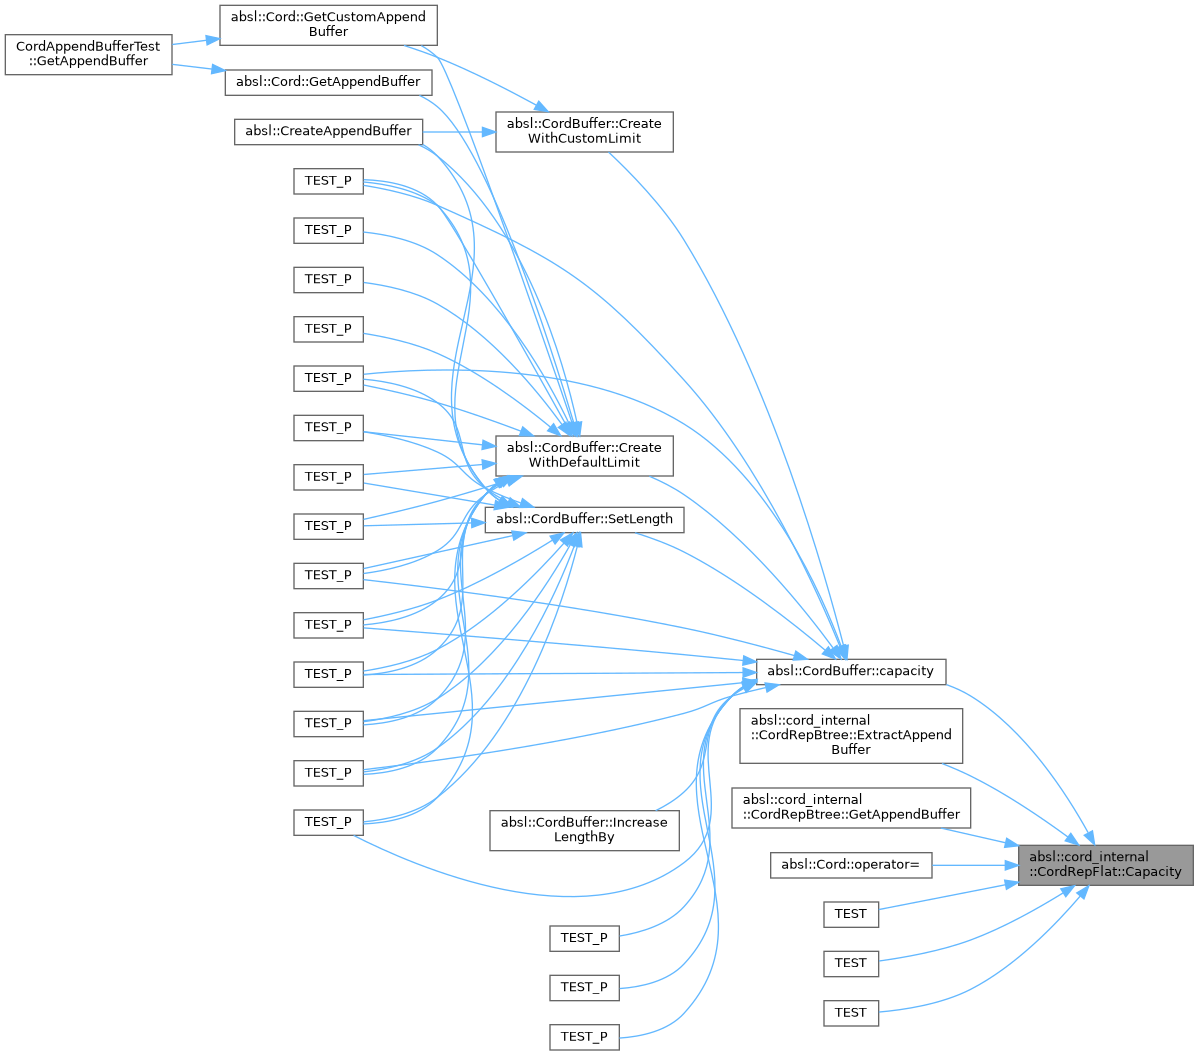 absl::Cord::GetCustomAppend
Buffer
CordAppendBufferTest
::GetAppendBuffer
absl::Cord::GetAppendBuffer
absl::CordBuffer::Create
WithCustomLimit
absl::CreateAppendBuffer
TEST_P
TEST_P
TEST_P
TEST_P
TEST_P
TEST_P
absl::CordBuffer::Create
WithDefaultLimit
TEST_P
absl::CordBuffer::SetLength
TEST_P
TEST_P
TEST_P
TEST_P
absl::CordBuffer::capacity
TEST_P
absl::cord_internal
::CordRepBtree::ExtractAppend
Buffer
TEST_P
absl::cord_internal
::CordRepBtree::GetAppendBuffer
TEST_P
absl::CordBuffer::Increase
LengthBy
absl::Cord::operator=
absl::cord_internal
::CordRepFlat::Capacity
TEST
TEST_P
TEST
TEST_P
TEST
TEST_P